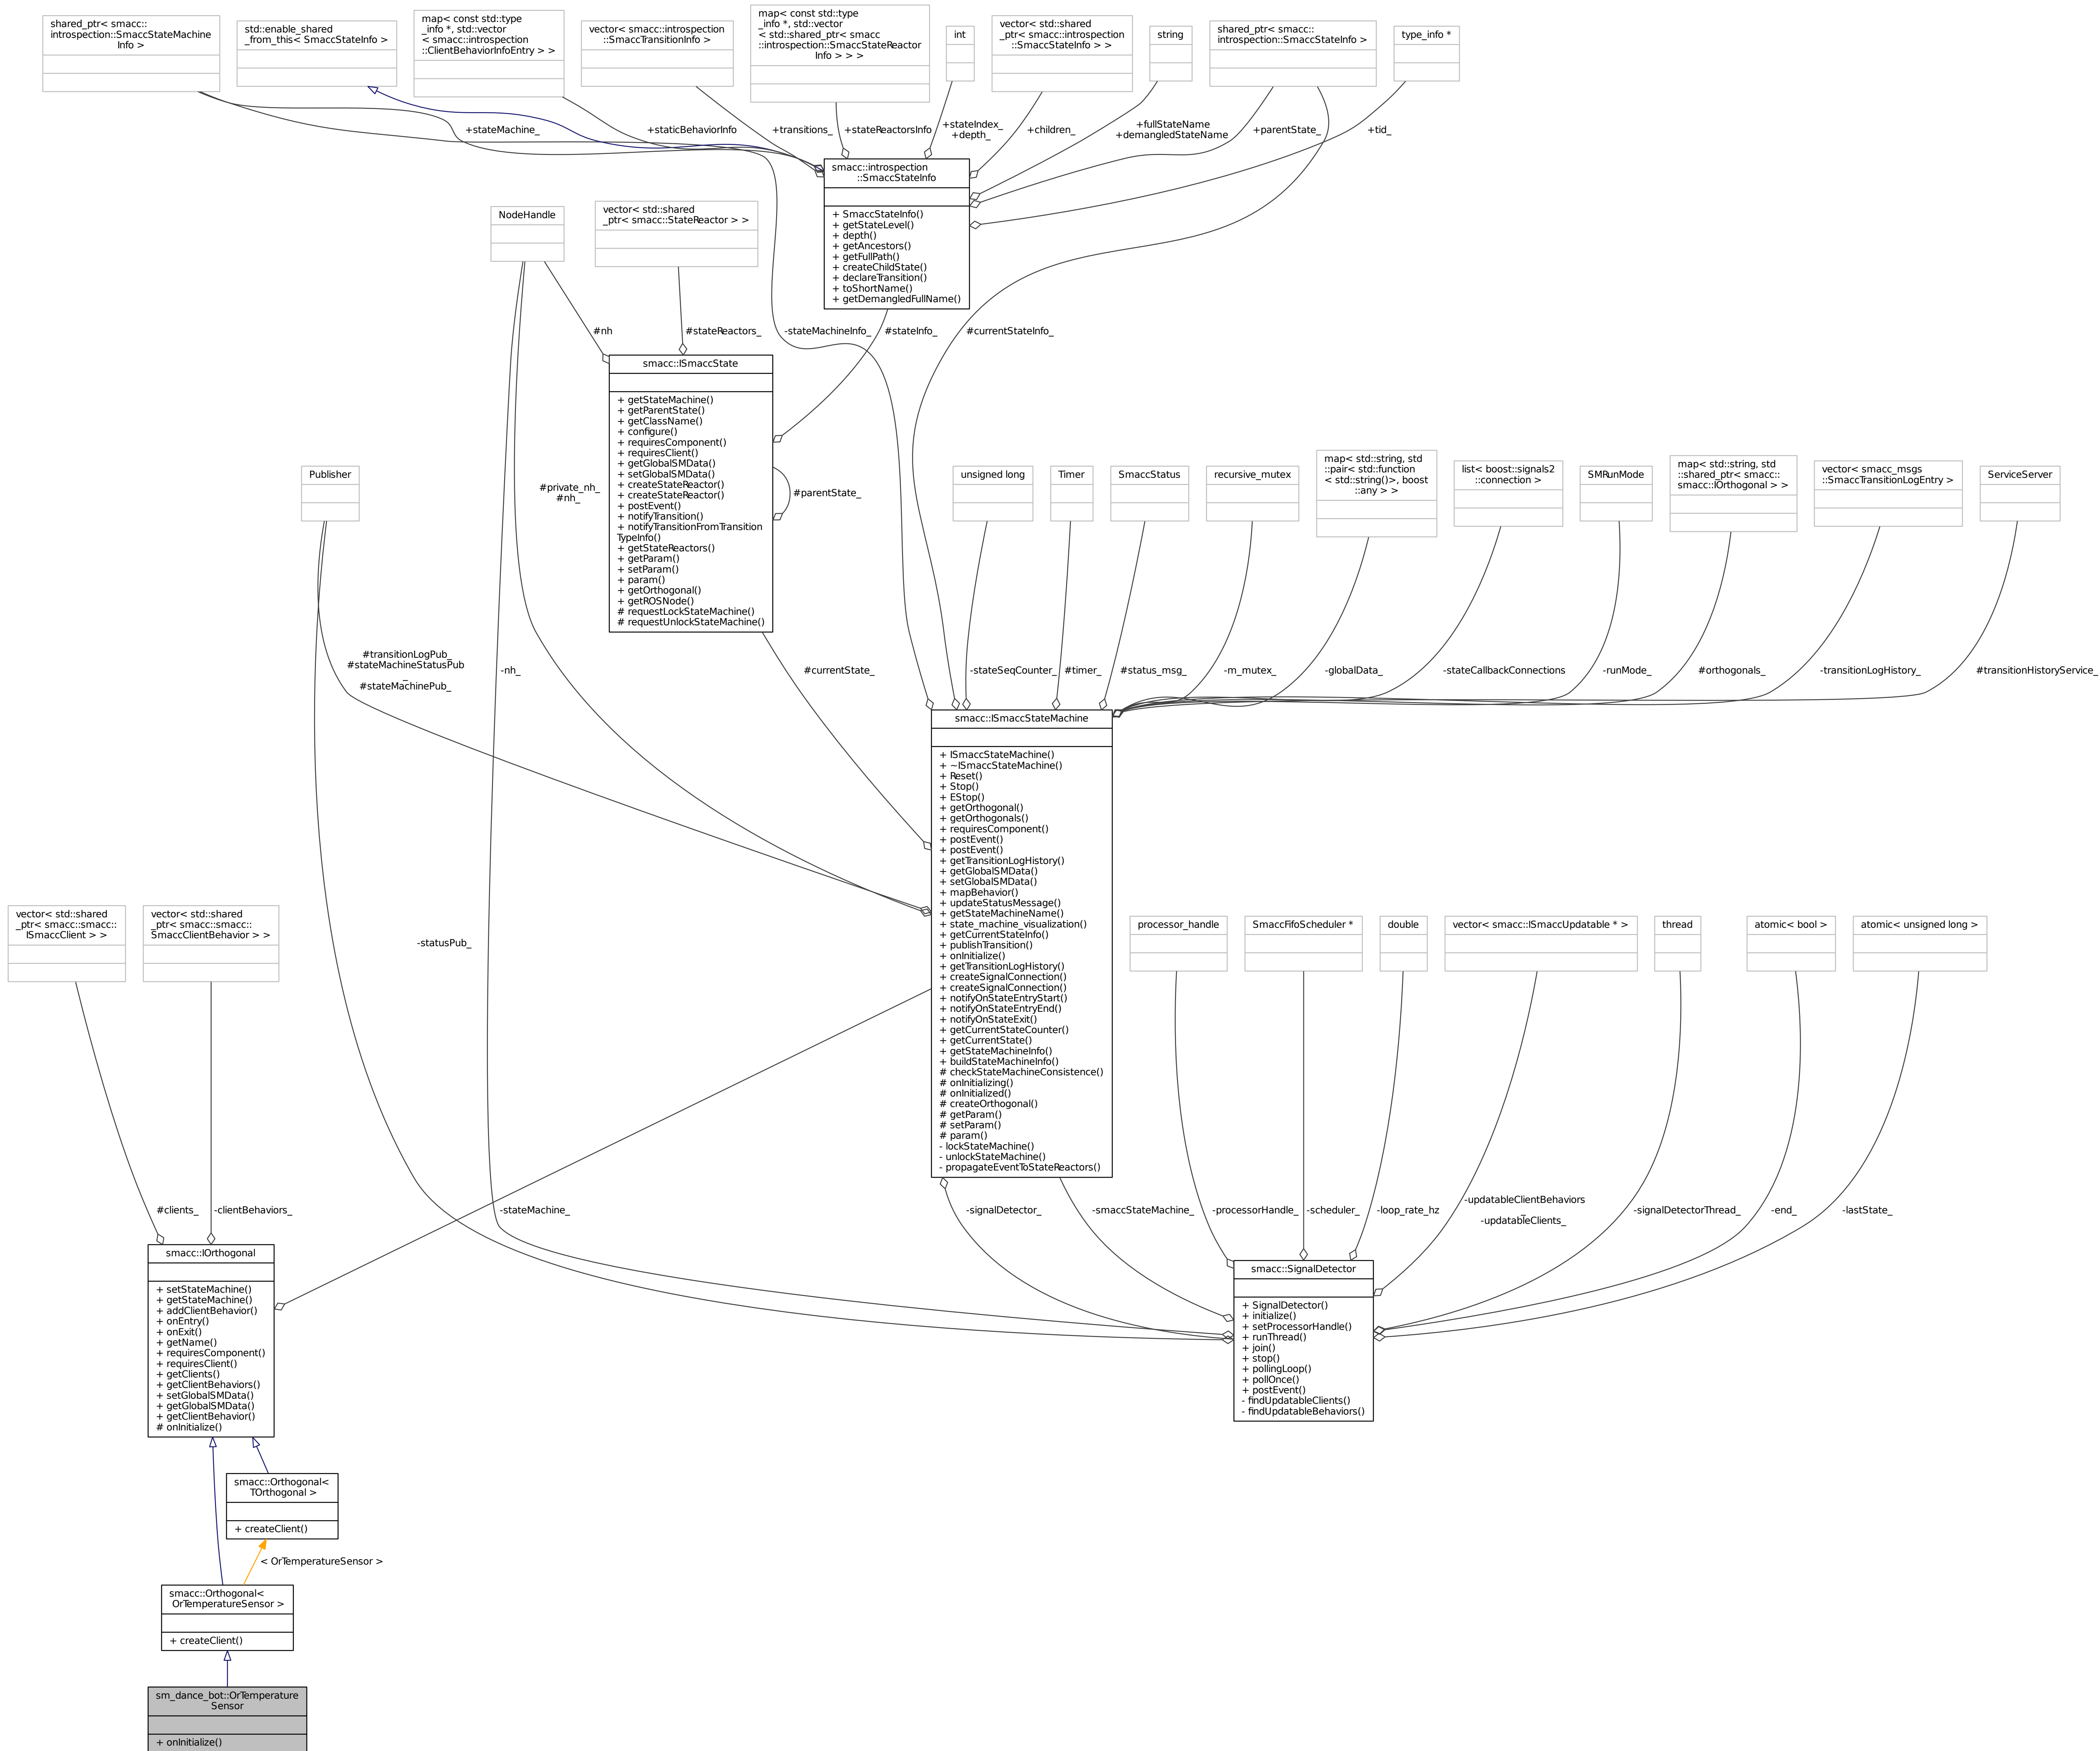 shared_ptr< smacc::
introspection::SmaccStateMachine
Info >
std::enable_shared
_from_this< SmaccStateInfo >
map< const std::type
_info *, std::vector
< smacc::introspection
::ClientBehaviorInfoEntry > >
vector< smacc::introspection
::SmaccTransitionInfo >
map< const std::type
_info *, std::vector
< std::shared_ptr< smacc
::introspection::SmaccStateReactor
Info > > >
int
vector< std::shared
_ptr< smacc::introspection
::SmaccStateInfo > >
string
shared_ptr< smacc::
introspection::SmaccStateInfo >
type_info *
+stateMachine_
+staticBehaviorInfo
+transitions_
+stateReactorsInfo
+stateIndex_
+depth_
+children_
+fullStateName
+demangledStateName
+parentState_
+tid_
smacc::introspection
::SmaccStateInfo
+ SmaccStateInfo()
+ getStateLevel()
+ depth()
+ getAncestors()
+ getFullPath()
+ createChildState()
+ declareTransition()
+ toShortName()
+ getDemangledFullName()
NodeHandle
vector< std::shared
_ptr< smacc::StateReactor > >
#nh
#stateReactors_
-stateMachineInfo_
#stateInfo_
#currentStateInfo_
smacc::ISmaccState
+ getStateMachine()
+ getParentState()
+ getClassName()
+ configure()
+ requiresComponent()
+ requiresClient()
+ getGlobalSMData()
+ setGlobalSMData()
+ createStateReactor()
+ createStateReactor()
+ postEvent()
+ notifyTransition()
+ notifyTransitionFromTransition
TypeInfo()
+ getStateReactors()
+ getParam()
+ setParam()
+ param()
+ getOrthogonal()
+ getROSNode()
# requestLockStateMachine()
# requestUnlockStateMachine()
#parentState_
Publisher
#private_nh_
#nh_
unsigned long
Timer
SmaccStatus
recursive_mutex
map< std::string, std
::pair< std::function
< std::string()>, boost
::any > >
list< boost::signals2
::connection >
SMRunMode
map< std::string, std
::shared_ptr< smacc::
smacc::IOrthogonal > >
vector< smacc_msgs
::SmaccTransitionLogEntry >
ServiceServer
#transitionLogPub_
#stateMachineStatusPub
_
#stateMachinePub_
-nh_
#currentState_
-stateSeqCounter_
#timer_
#status_msg_
-m_mutex_
-globalData_
-stateCallbackConnections
-runMode_
#orthogonals_
-transitionLogHistory_
#transitionHistoryService_
smacc::ISmaccStateMachine
+ ISmaccStateMachine()
+ ~ISmaccStateMachine()
+ Reset()
+ Stop()
+ EStop()
+ getOrthogonal()
+ getOrthogonals()
+ requiresComponent()
+ postEvent()
+ postEvent()
+ getTransitionLogHistory()
+ getGlobalSMData()
+ setGlobalSMData()
+ mapBehavior()
+ updateStatusMessage()
+ getStateMachineName()
+ state_machine_visualization()
+ getCurrentStateInfo()
+ publishTransition()
+ onInitialize()
+ getTransitionLogHistory()
+ createSignalConnection()
+ createSignalConnection()
+ notifyOnStateEntryStart()
+ notifyOnStateEntryEnd()
+ notifyOnStateExit()
+ getCurrentStateCounter()
+ getCurrentState()
+ getStateMachineInfo()
+ buildStateMachineInfo()
# checkStateMachineConsistence()
# onInitializing()
# onInitialized()
# createOrthogonal()
# getParam()
# setParam()
# param()
- lockStateMachine()
- unlockStateMachine()
- propagateEventToStateReactors()
vector< std::shared
_ptr< smacc::smacc::
ISmaccClient > >
vector< std::shared
_ptr< smacc::smacc::
SmaccClientBehavior > >
-statusPub_
processor_handle
SmaccFifoScheduler *
double
vector< smacc::ISmaccUpdatable * >
thread
atomic< bool >
atomic< unsigned long >
#clients_
-clientBehaviors_
-stateMachine_
-signalDetector_
-smaccStateMachine_
-processorHandle_
-scheduler_
-loop_rate_hz
-updatableClientBehaviors
_
-updatableClients_
-signalDetectorThread_
-end_
-lastState_
smacc::IOrthogonal
+ setStateMachine()
+ getStateMachine()
+ addClientBehavior()
+ onEntry()
+ onExit()
+ getName()
+ requiresComponent()
+ requiresClient()
+ getClients()
+ getClientBehaviors()
+ setGlobalSMData()
+ getGlobalSMData()
+ getClientBehavior()
# onInitialize()
smacc::SignalDetector
+ SignalDetector()
+ initialize()
+ setProcessorHandle()
+ runThread()
+ join()
+ stop()
+ pollingLoop()
+ pollOnce()
+ postEvent()
- findUpdatableClients()
- findUpdatableBehaviors()
smacc::Orthogonal<
TOrthogonal >
+ createClient()
< OrTemperatureSensor >
smacc::Orthogonal<
OrTemperatureSensor >
+ createClient()
sm_dance_bot::OrTemperature
Sensor
+ onInitialize()